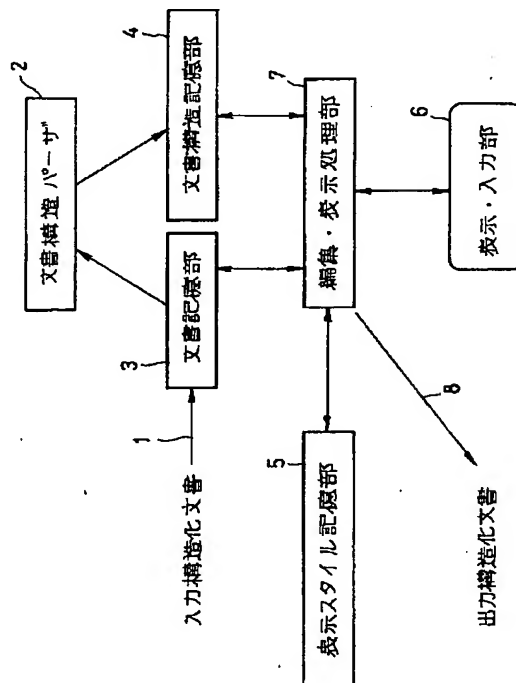 2
文書構造パーザ
3
文書記憶部
4
文書構造記憶部
1
入力構造化文書
5
表示スタイル記憶部
7
編集・表示処理部
6
表示・入力部
8
出力構造化文書